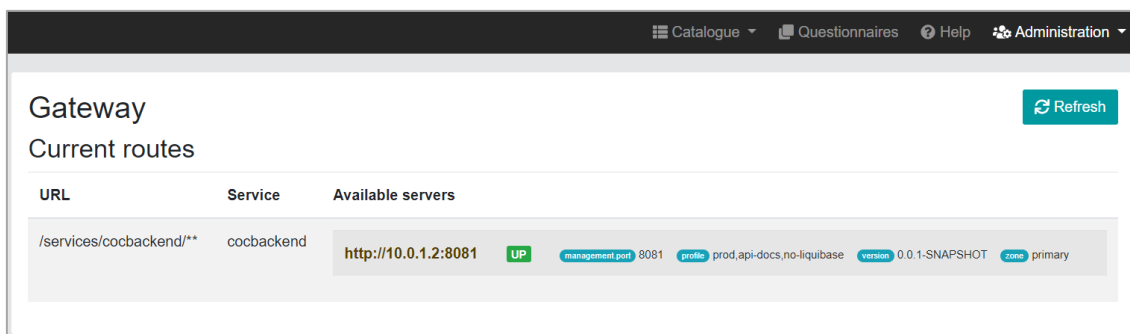 Catalogue Questionnaires Help Administration
Gateway
Refresh
Current routes
URL Service Available servers
/services/cocbackend/** cocbackend http://10.0.1.2:8081 UP management.port 8081 profile prod,api-docs,no-liquibase version 0.0.1-SNAPSHOT zone primary